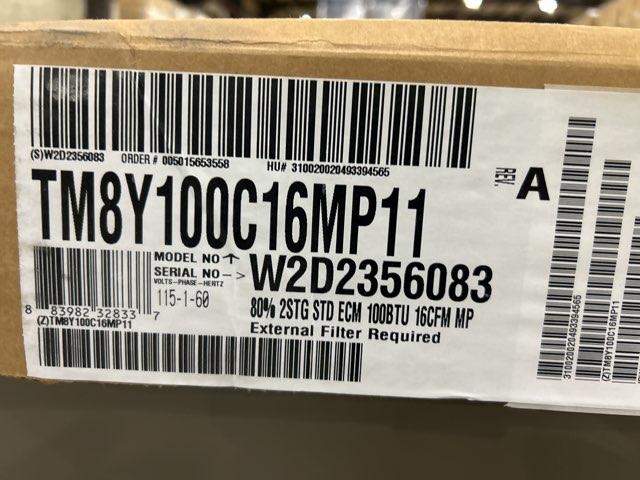 (S)W2D2356083 ORDER # 005015653558 HU# 310020020493394565
REV. A
TM8Y100C16MP11
MODEL NO
SERIAL NO --> W2D2356083
VOLTS-PHASE-HERTZ
115-1-60
80% 2STG STD ECM 100BTU 16CFM MP
External Filter Required
8 83982 32833 7
(Z)TM8Y100C16MP11
310020020493394565
(Z)TM8Y100C16MP11